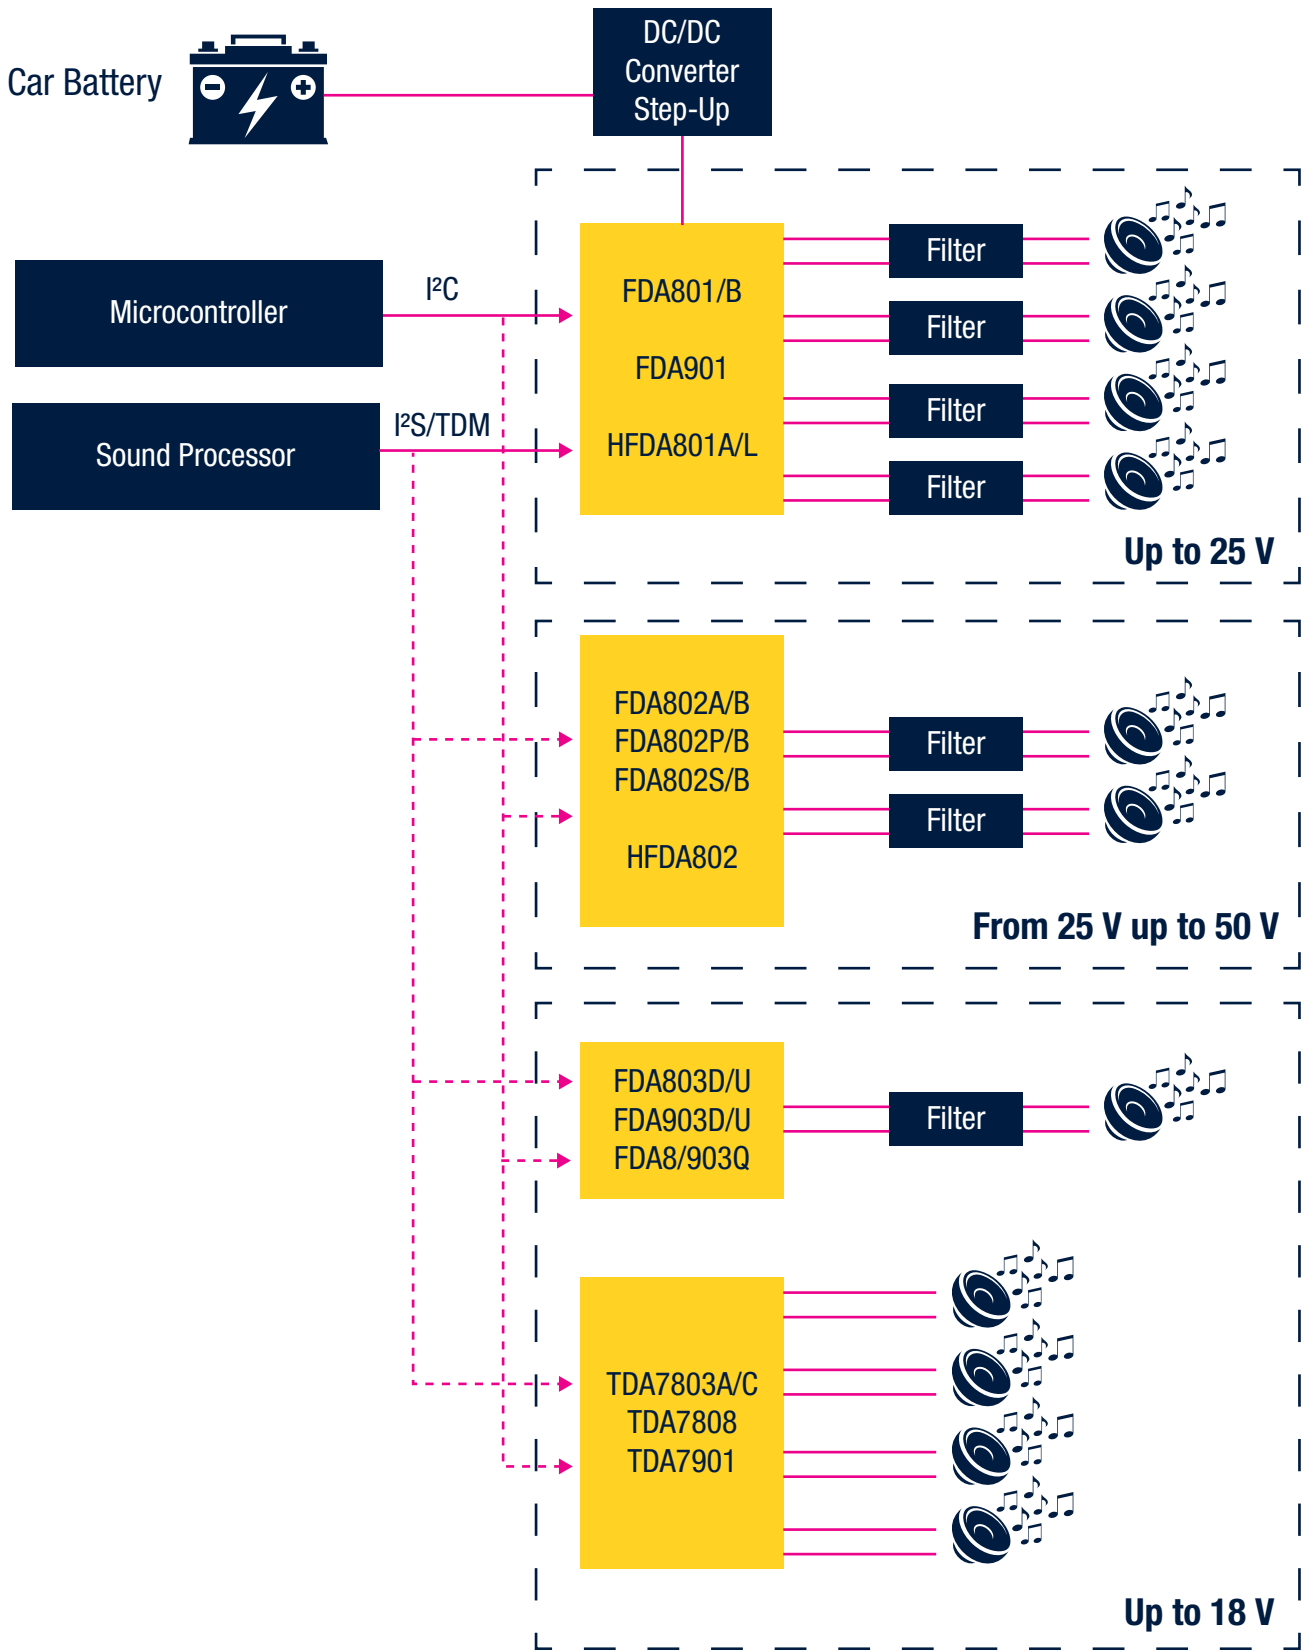 Car Battery
DC/DC
Converter
Step-Up
Microcontroller
I²C
Sound Processor
I²S/TDM
FDA801/B
FDA901
HFDA801A/L
Filter
Filter
Filter
Filter
Up to 25 V
FDA802A/B
FDA802P/B
FDA802S/B
HFDA802
Filter
Filter
From 25 V up to 50 V
FDA803D/U
FDA903D/U
FDA8/903Q
Filter
TDA7803A/C
TDA7808
TDA7901
Up to 18 V